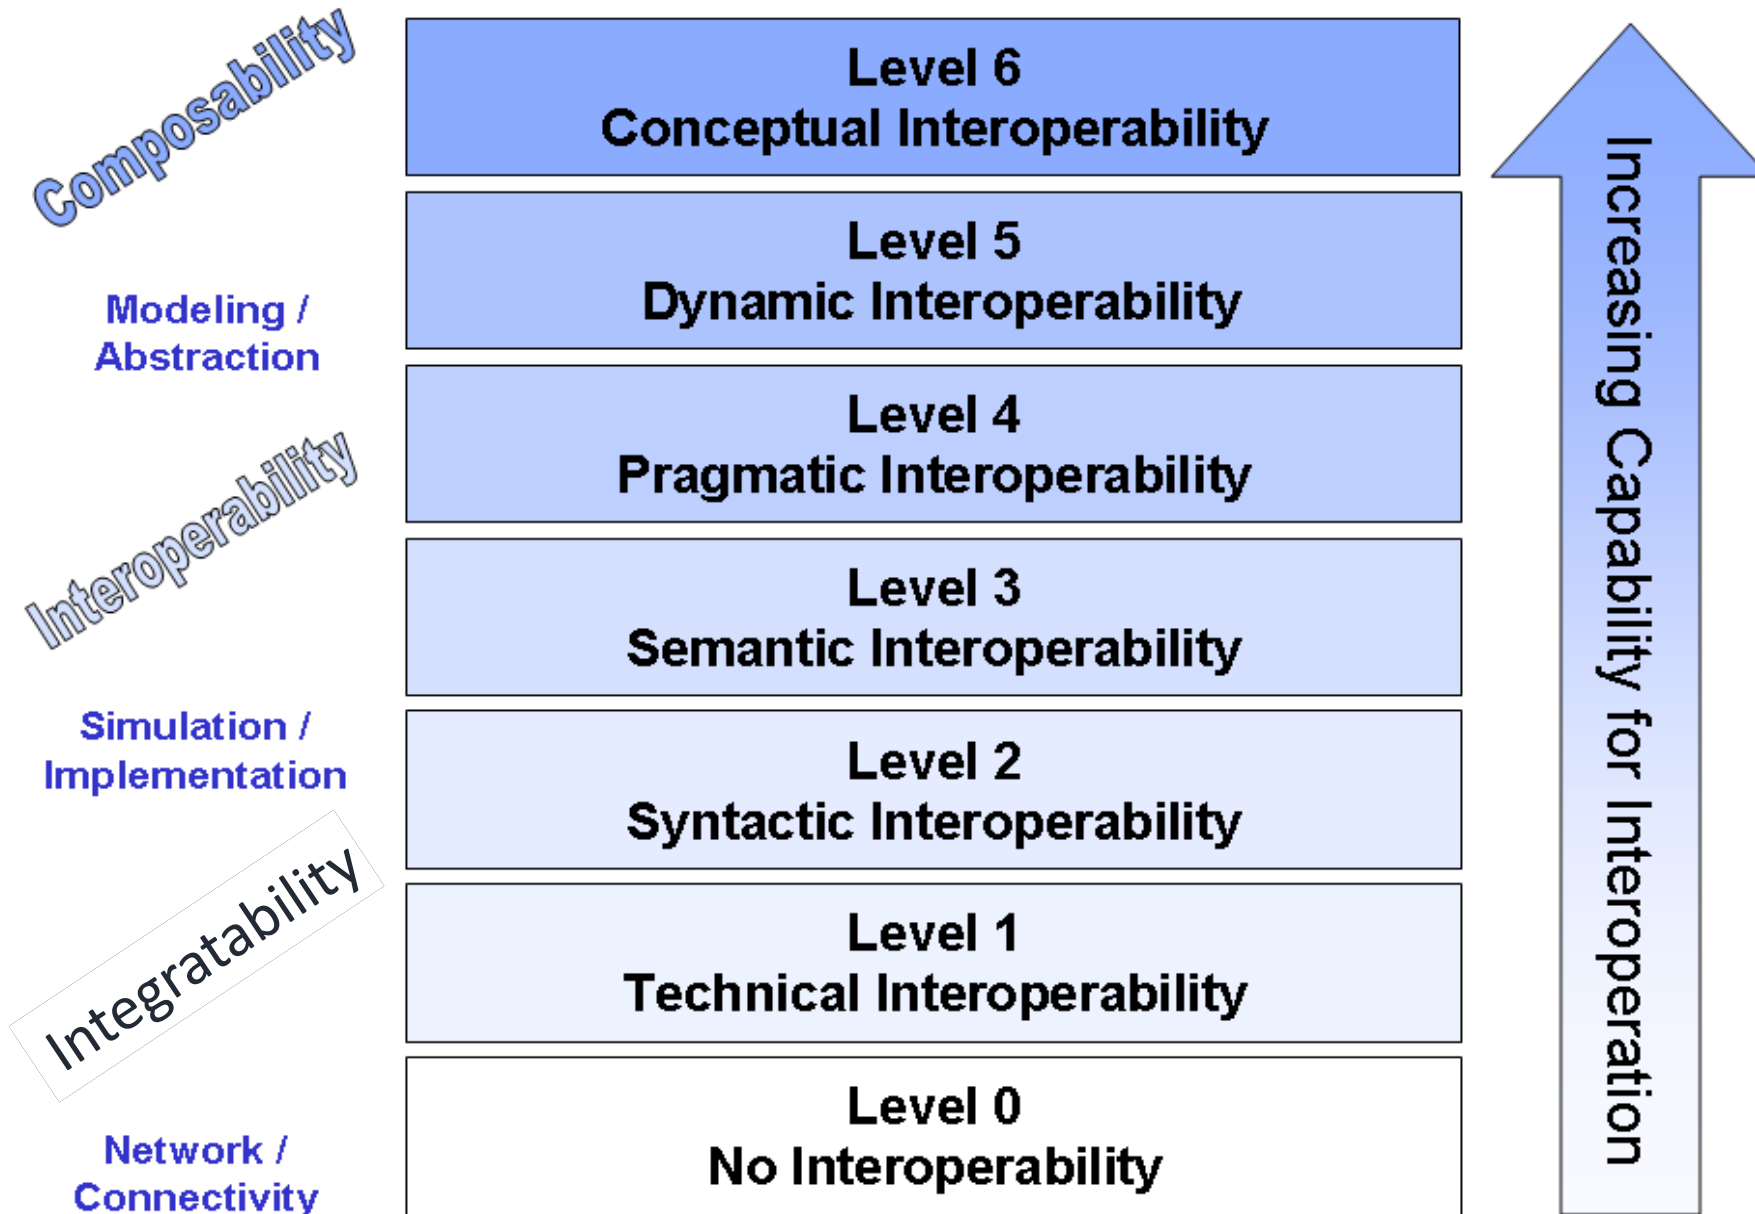 Composability
Modeling /
Abstraction
Interoperability
Simulation /
Implementation
Integratability
Network /
Connectivity
Level 6
Conceptual Interoperability
Level 5
Dynamic Interoperability
Level 4
Pragmatic Interoperability
Level 3
Semantic Interoperability
Level 2
Syntactic Interoperability
Level 1
Technical Interoperability
Level 0
No Interoperability
Increasing Capability for Interoperation